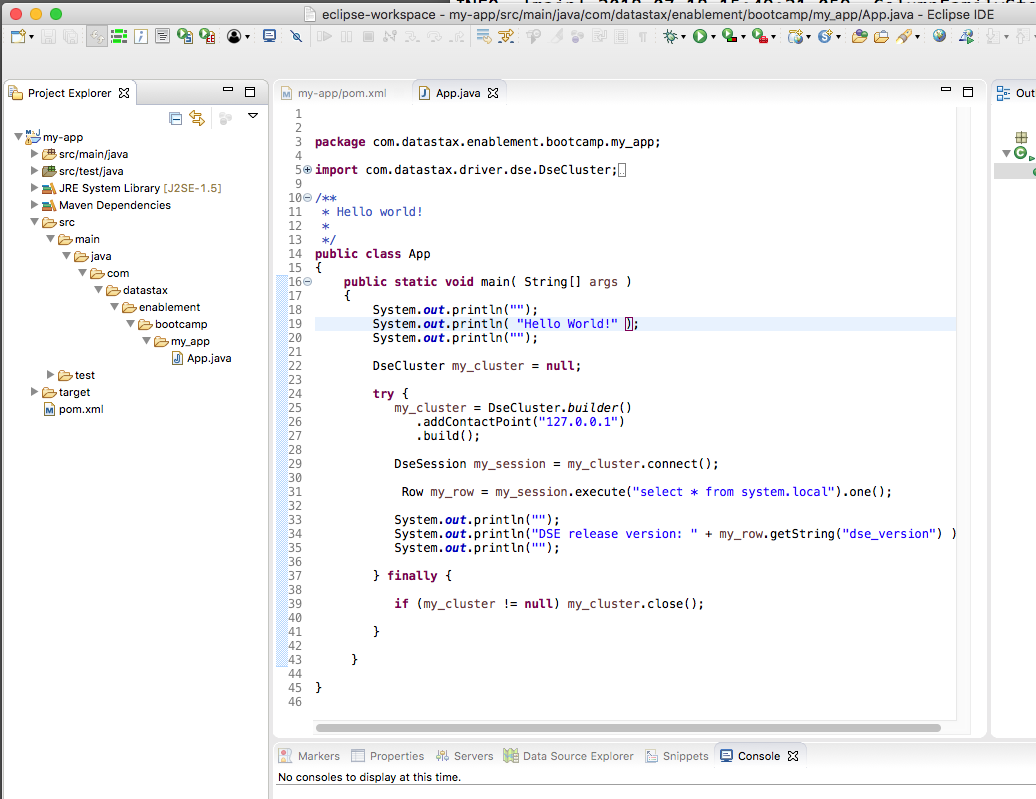 eclipse-workspace - my-app/src/main/java/com/datastax/enablement/bootcamp/my_app/App.java - Eclipse IDE
Project Explorer
my-app
src/main/java
src/test/java
JRE System Library [J2SE-1.5]
Maven Dependencies
src
main
java
com
datastax
enablement
bootcamp
my_app
App.java
test
target
pom.xml
my-app/pom.xml
App.java
1
2
3 package com.datastax.enablement.bootcamp.my_app;
4
5 import com.datastax.driver.dse.DseCluster;
9
10 /**
11 * Hello world!
12 *
13 */
14 public class App
15 {
16 public static void main( String[] args )
17 {
18 System.out.println("");
19 System.out.println( "Hello World!" );
20 System.out.println("");
21
22 DseCluster my_cluster = null;
23
24 try {
25 my_cluster = DseCluster.builder()
26 .addContactPoint("127.0.0.1")
27 .build();
28
29 DseSession my_session = my_cluster.connect();
30
31 Row my_row = my_session.execute("select * from system.local").one();
32
33 System.out.println("");
34 System.out.println("DSE release version: " + my_row.getString("dse_version") )
35 System.out.println("");
36
37 } finally {
38
39 if (my_cluster != null) my_cluster.close();
40
41 }
42
43 }
44
45 }
46
Out
Markers
Properties
Servers
Data Source Explorer
Snippets
Console
No consoles to display at this time.